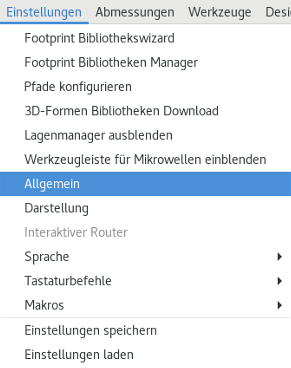 Einstellungen Abmessungen Werkzeuge Desi
Footprint Bibliothekswizard
Footprint Bibliotheken Manager
Pfade konfigurieren
3D-Formen Bibliotheken Download
Lagenmanager ausblenden
Werkzeugleiste für Mikrowellen einblenden
Allgemein
Darstellung
Interaktiver Router
Sprache
Tastaturbefehle
Makros
Einstellungen speichern
Einstellungen laden